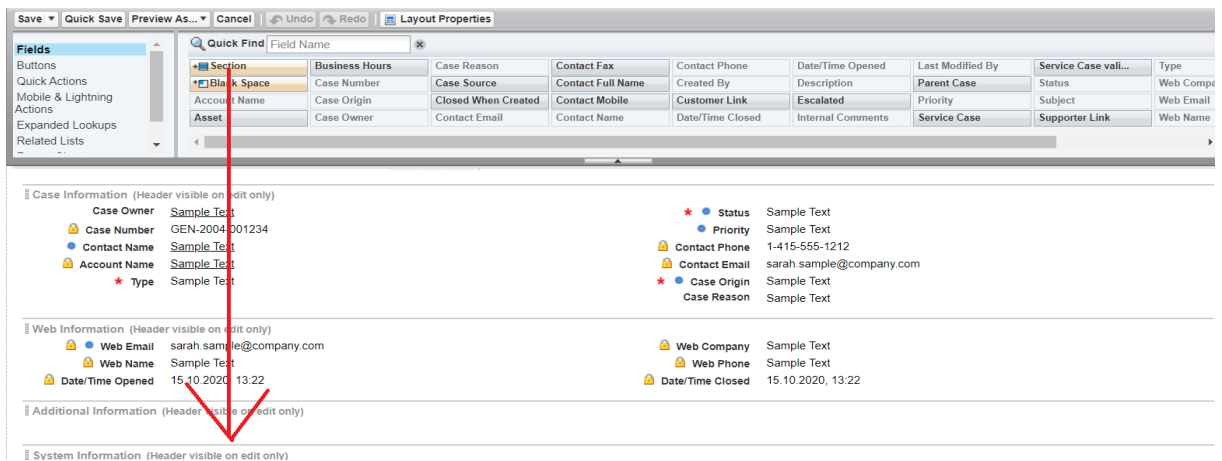 Save Quick Save Preview As... Cancel Undo Redo Layout Properties
Fields
Buttons
Quick Actions
Mobile & Lightning
Actions
Expanded Lookups
Related Lists
Quick Find Field Name
Section Business Hours Case Reason Contact Fax Contact Phone Date/Time Opened Last Modified By Service Case vali... Type
Blank Space Case Number Case Source Contact Full Name Created By Description Parent Case Status Web Compa
Account Name Case Origin Closed When Created Contact Mobile Customer Link Escalated Priority Subject Web Email
Asset Case Owner Contact Email Contact Name Date/Time Closed Internal Comments Service Case Supporter Link Web Name
Case Information (Header visible on edit only)
Case Owner Sample Text * Status Sample Text
Case Number GEN-2004-001234 Priority Sample Text
Contact Name Sample Text Contact Phone 1-415-555-1212
Account Name Sample Text Contact Email sarah.sample@company.com
* Type Sample Text * Case Origin Sample Text
Case Reason Sample Text
Web Information (Header visible on edit only)
Web Email sarah.sample@company.com Web Company Sample Text
Web Name Sample Text Web Phone Sample Text
Date/Time Opened 15.10.2020, 13:22 Date/Time Closed 15.10.2020, 13:22
Additional Information (Header visible on edit only)
System Information (Header visible on edit only)